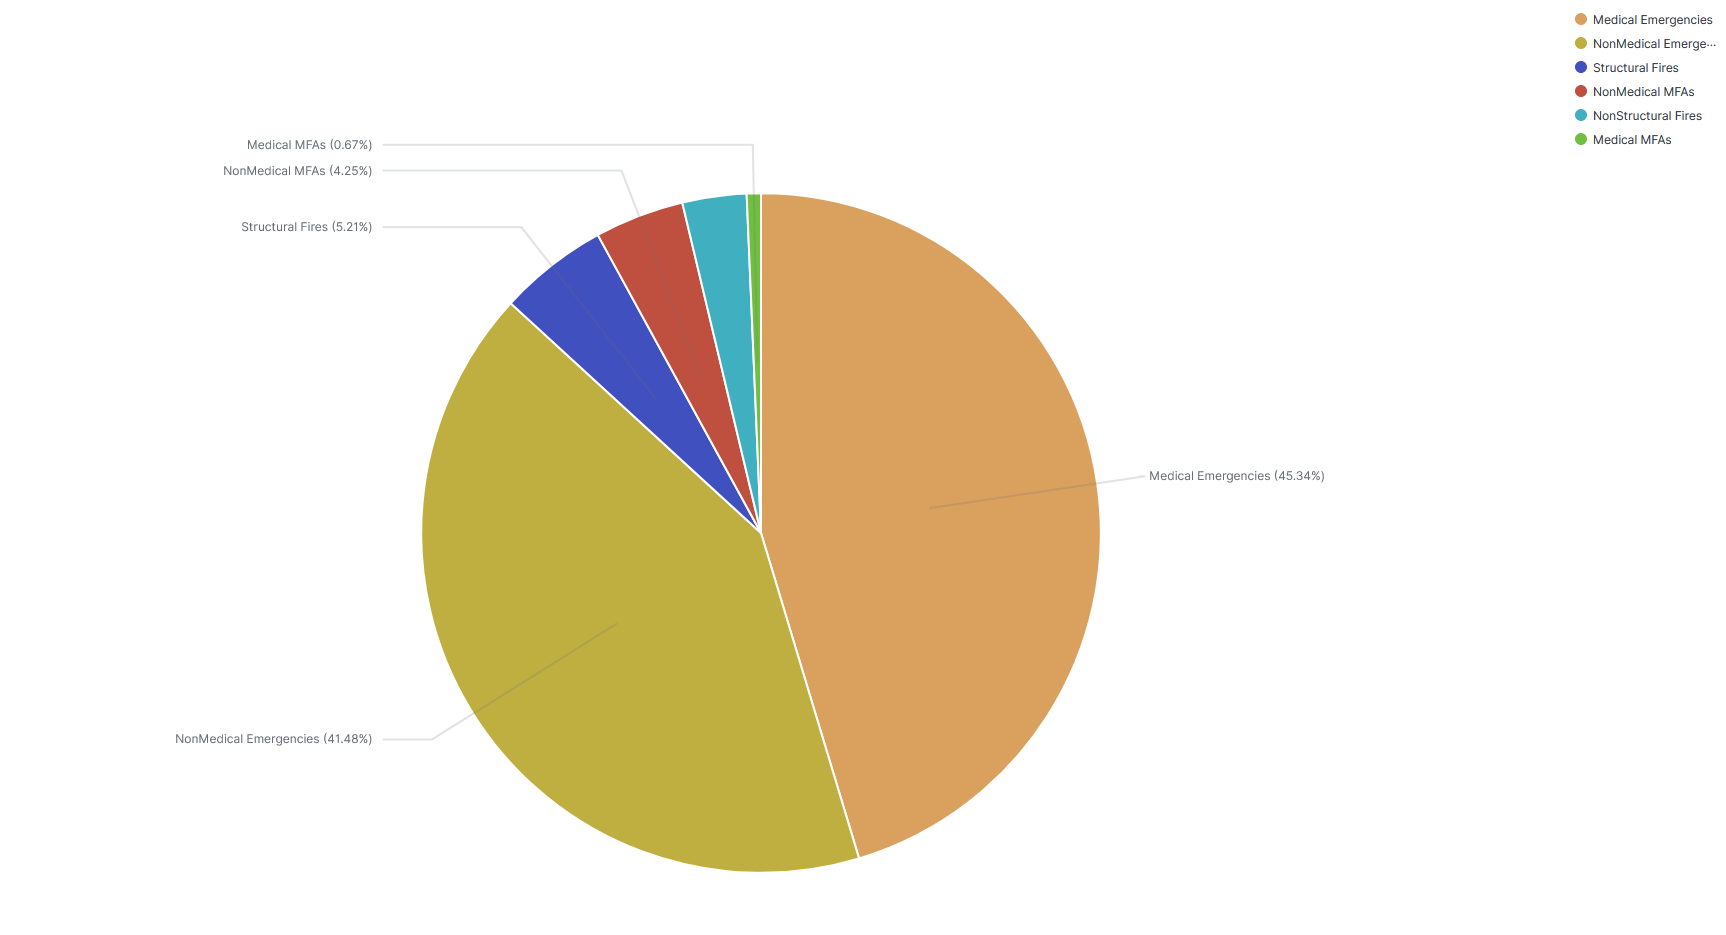 Medical Emergencies
NonMedical Emerge...
Structural Fires
NonMedical MFAs
NonStructural Fires
Medical MFAs
Medical MFAs (0.67%)
NonMedical MFAs (4.25%)
Structural Fires (5.21%)
Medical Emergencies (45.34%)
NonMedical Emergencies (41.48%)